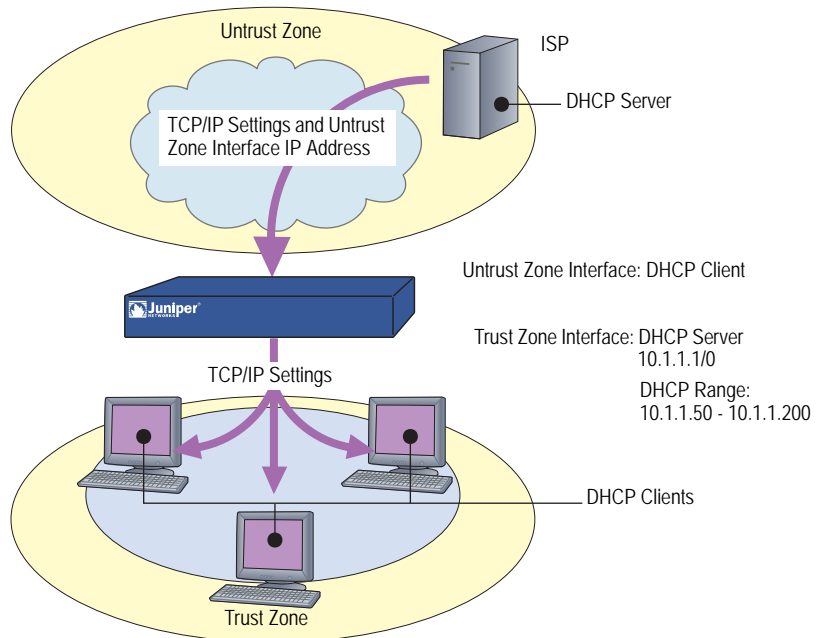 Untrust Zone
ISP
DHCP Server
TCP/IP Settings and Untrust
Zone Interface IP Address
Untrust Zone Interface: DHCP Client
Juniper®
NETWORKS
Trust Zone Interface: DHCP Server
10.1.1.1/0
DHCP Range:
10.1.1.50 - 10.1.1.200
TCP/IP Settings
DHCP Clients
Trust Zone